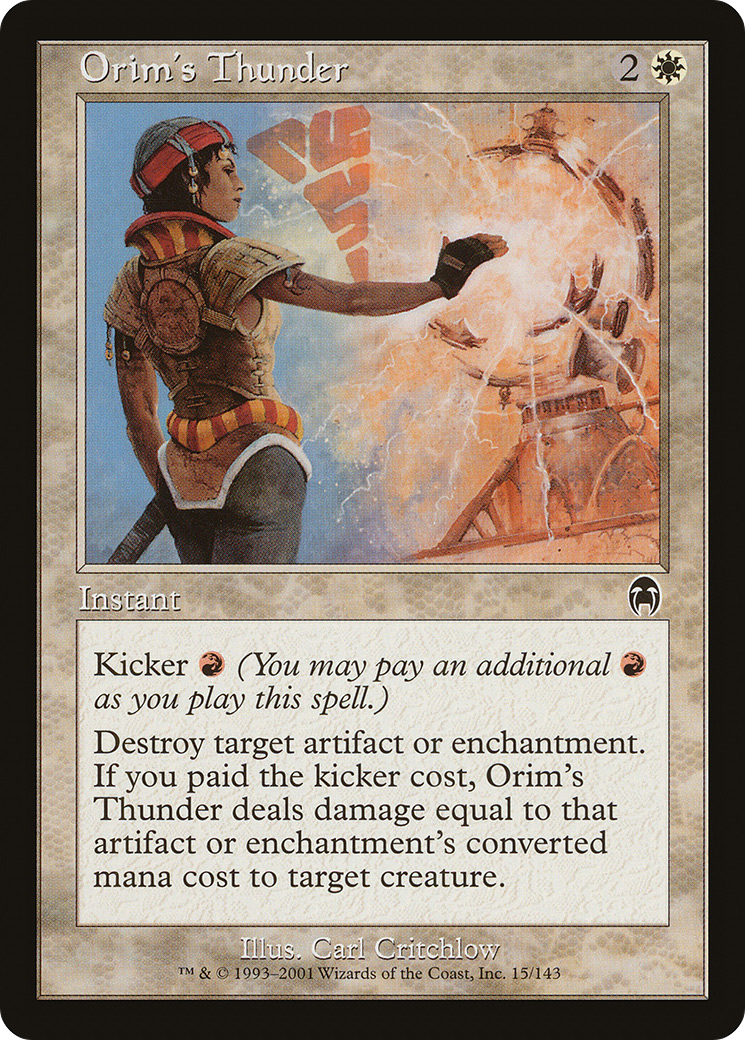 Orim's Thunder 2
Instant
Kicker (You may pay an additional
as you play this spell.)
Destroy target artifact or enchantment.
If you paid the kicker cost, Orim's
Thunder deals damage equal to that
artifact or enchantment's converted
mana cost to target creature.
Illus. Carl Critchlow
™ & © 1993–2001 Wizards of the Coast, Inc. 15/143